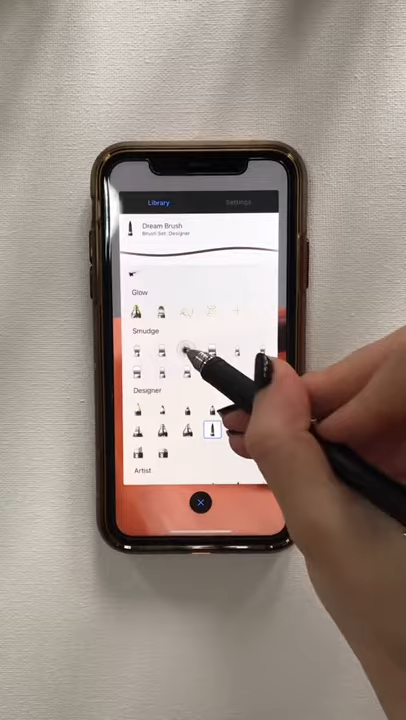 Library
Settings
Dream Brush
Brush Set: Designer
Glow
Smudge
Designer
Artist